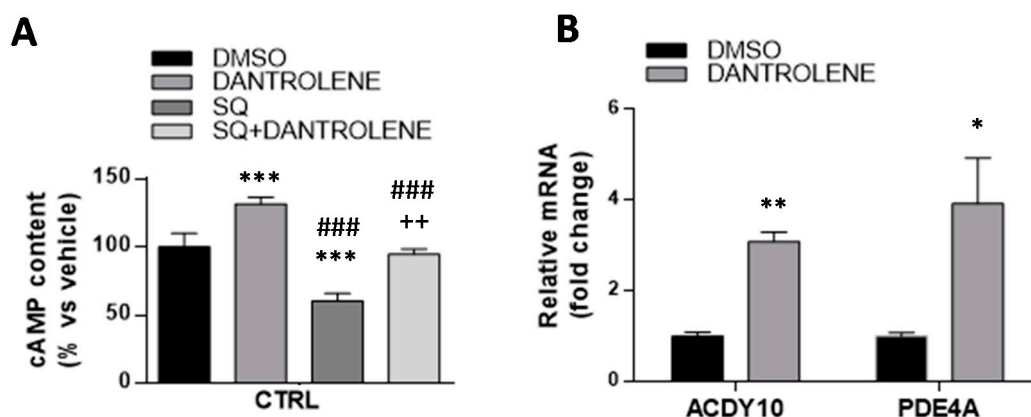 A
DMSO
DANTROLENE
SQ
SQ+DANTROLENE
cAMP content
(% vs vehicle)
150
100
50
0
***
###
***
###
++
CTRL
B
DMSO
DANTROLENE
Relative mRNA
(fold change)
6
4
2
0
**
*
ACDY10
PDE4A